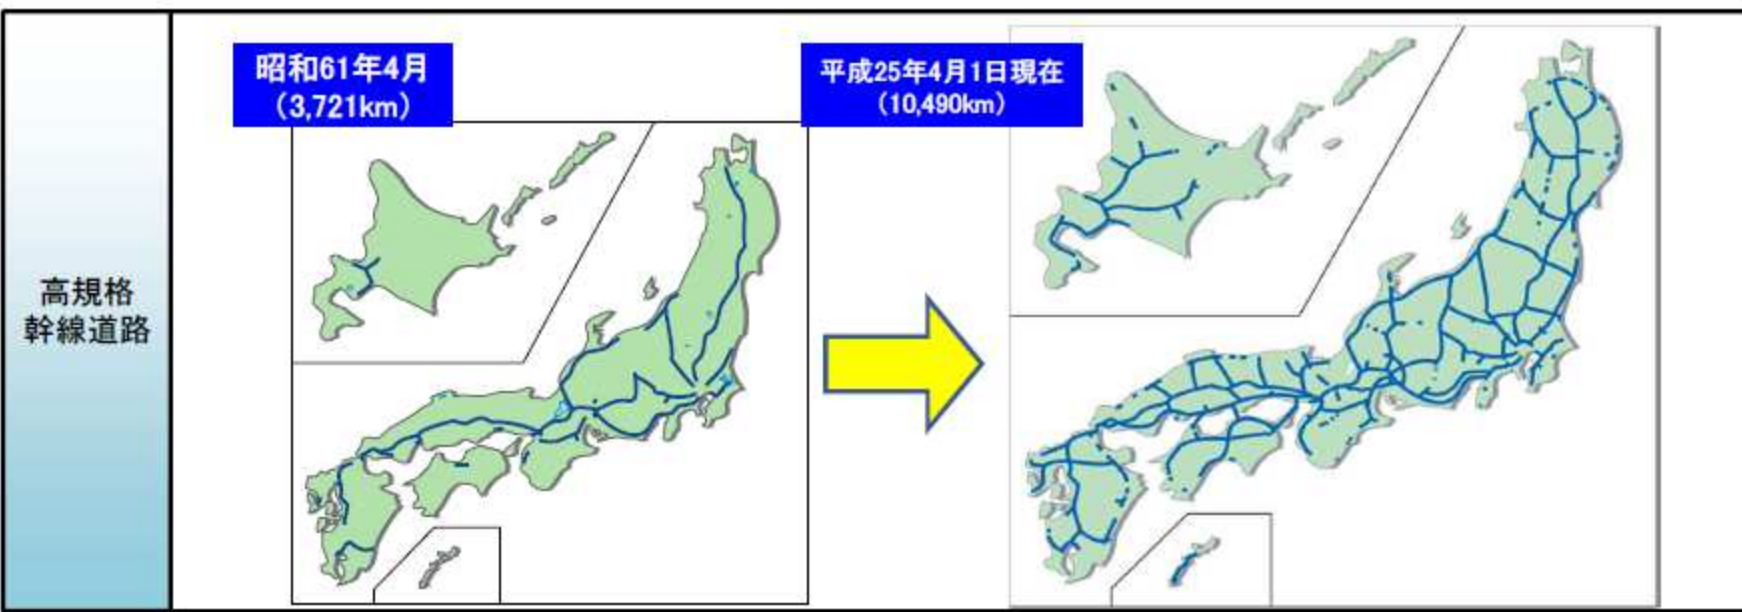 高規格
幹線道路
昭和61年4月
（3,721km）
平成25年4月1日現在
（10,490km）